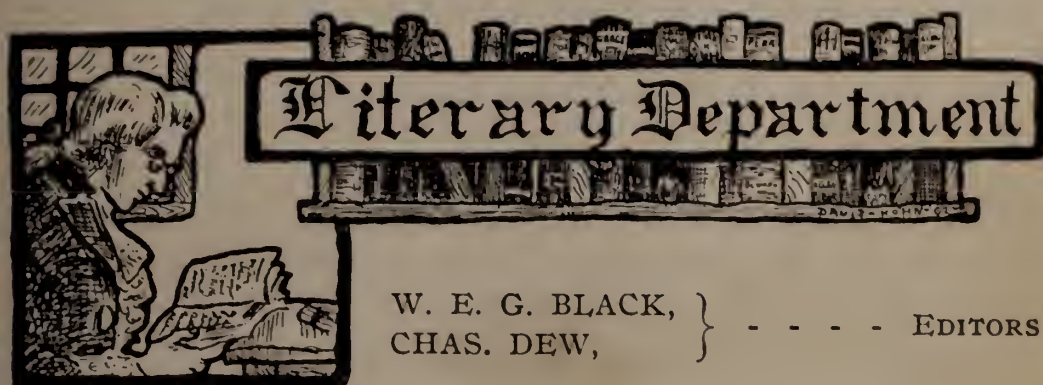 Literary Department
W. E. G. BLACK,
CHAS. DEW,
} - - - - EDITORS